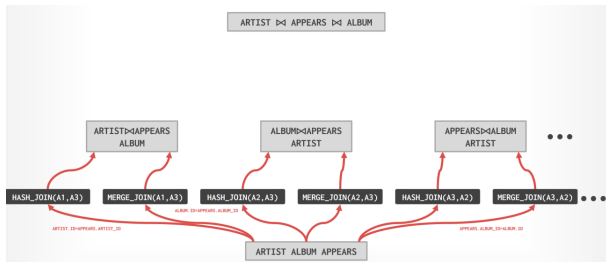 ARTIST ⋈ APPEARS ⋈ ALBUM
ARTIST⋈APPEARS
ALBUM
ALBUM⋈APPEARS
ARTIST
APPEARS⋈ALBUM
ARTIST
•••
HASH_JOIN(A1,A3)
MERGE_JOIN(A1,A3)
HASH_JOIN(A2,A3)
MERGE_JOIN(A2,A3)
HASH_JOIN(A3,A2)
MERGE_JOIN(A3,A2)
•••
ALBUM.ID=APPEARS.ALBUM_ID
ARTIST.ID=APPEARS.ARTIST_ID
APPEARS.ALBUM_ID=ALBUM.ID
ARTIST ALBUM APPEARS